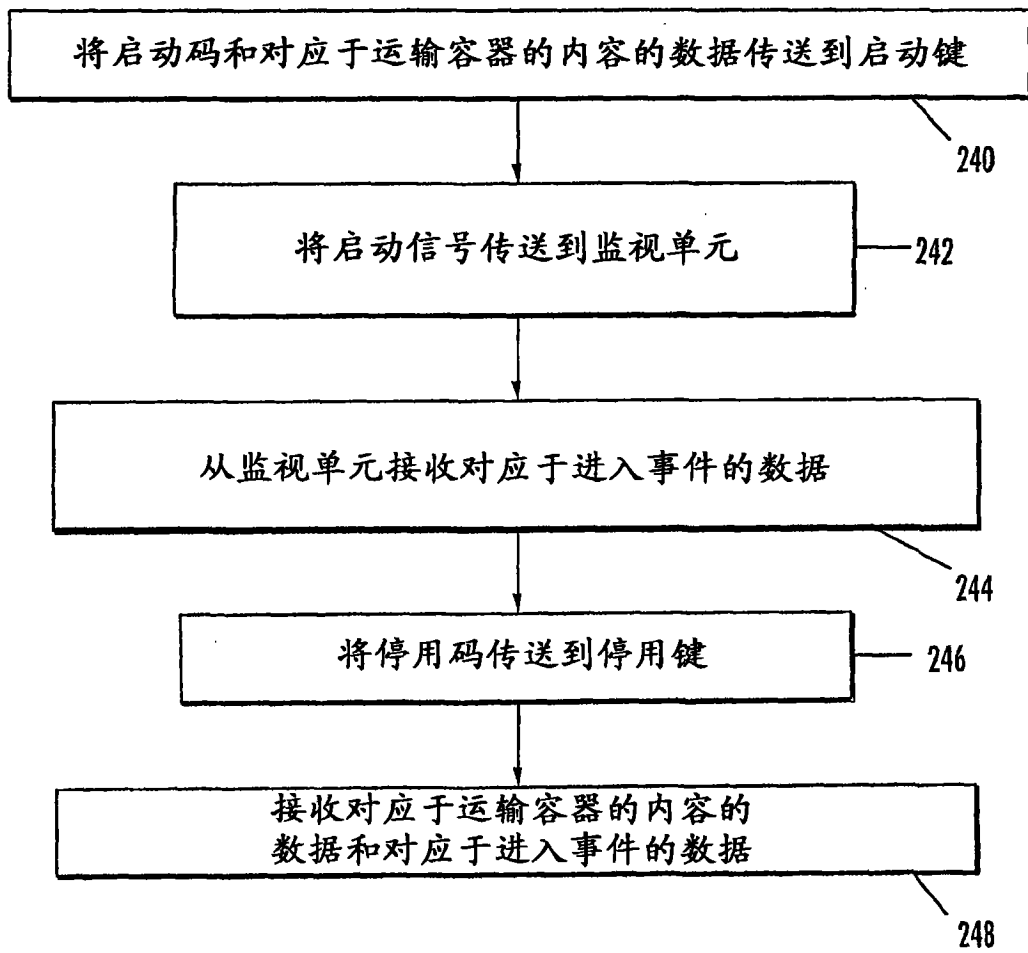 将启动码和对应于运输容器的内容的数据传送到启动键
240
将启动信号传送到监视单元
242
从监视单元接收对应于进入事件的数据
244
将停用码传送到停用键
246
接收对应于运输容器的内容的
数据和对应于进入事件的数据
248